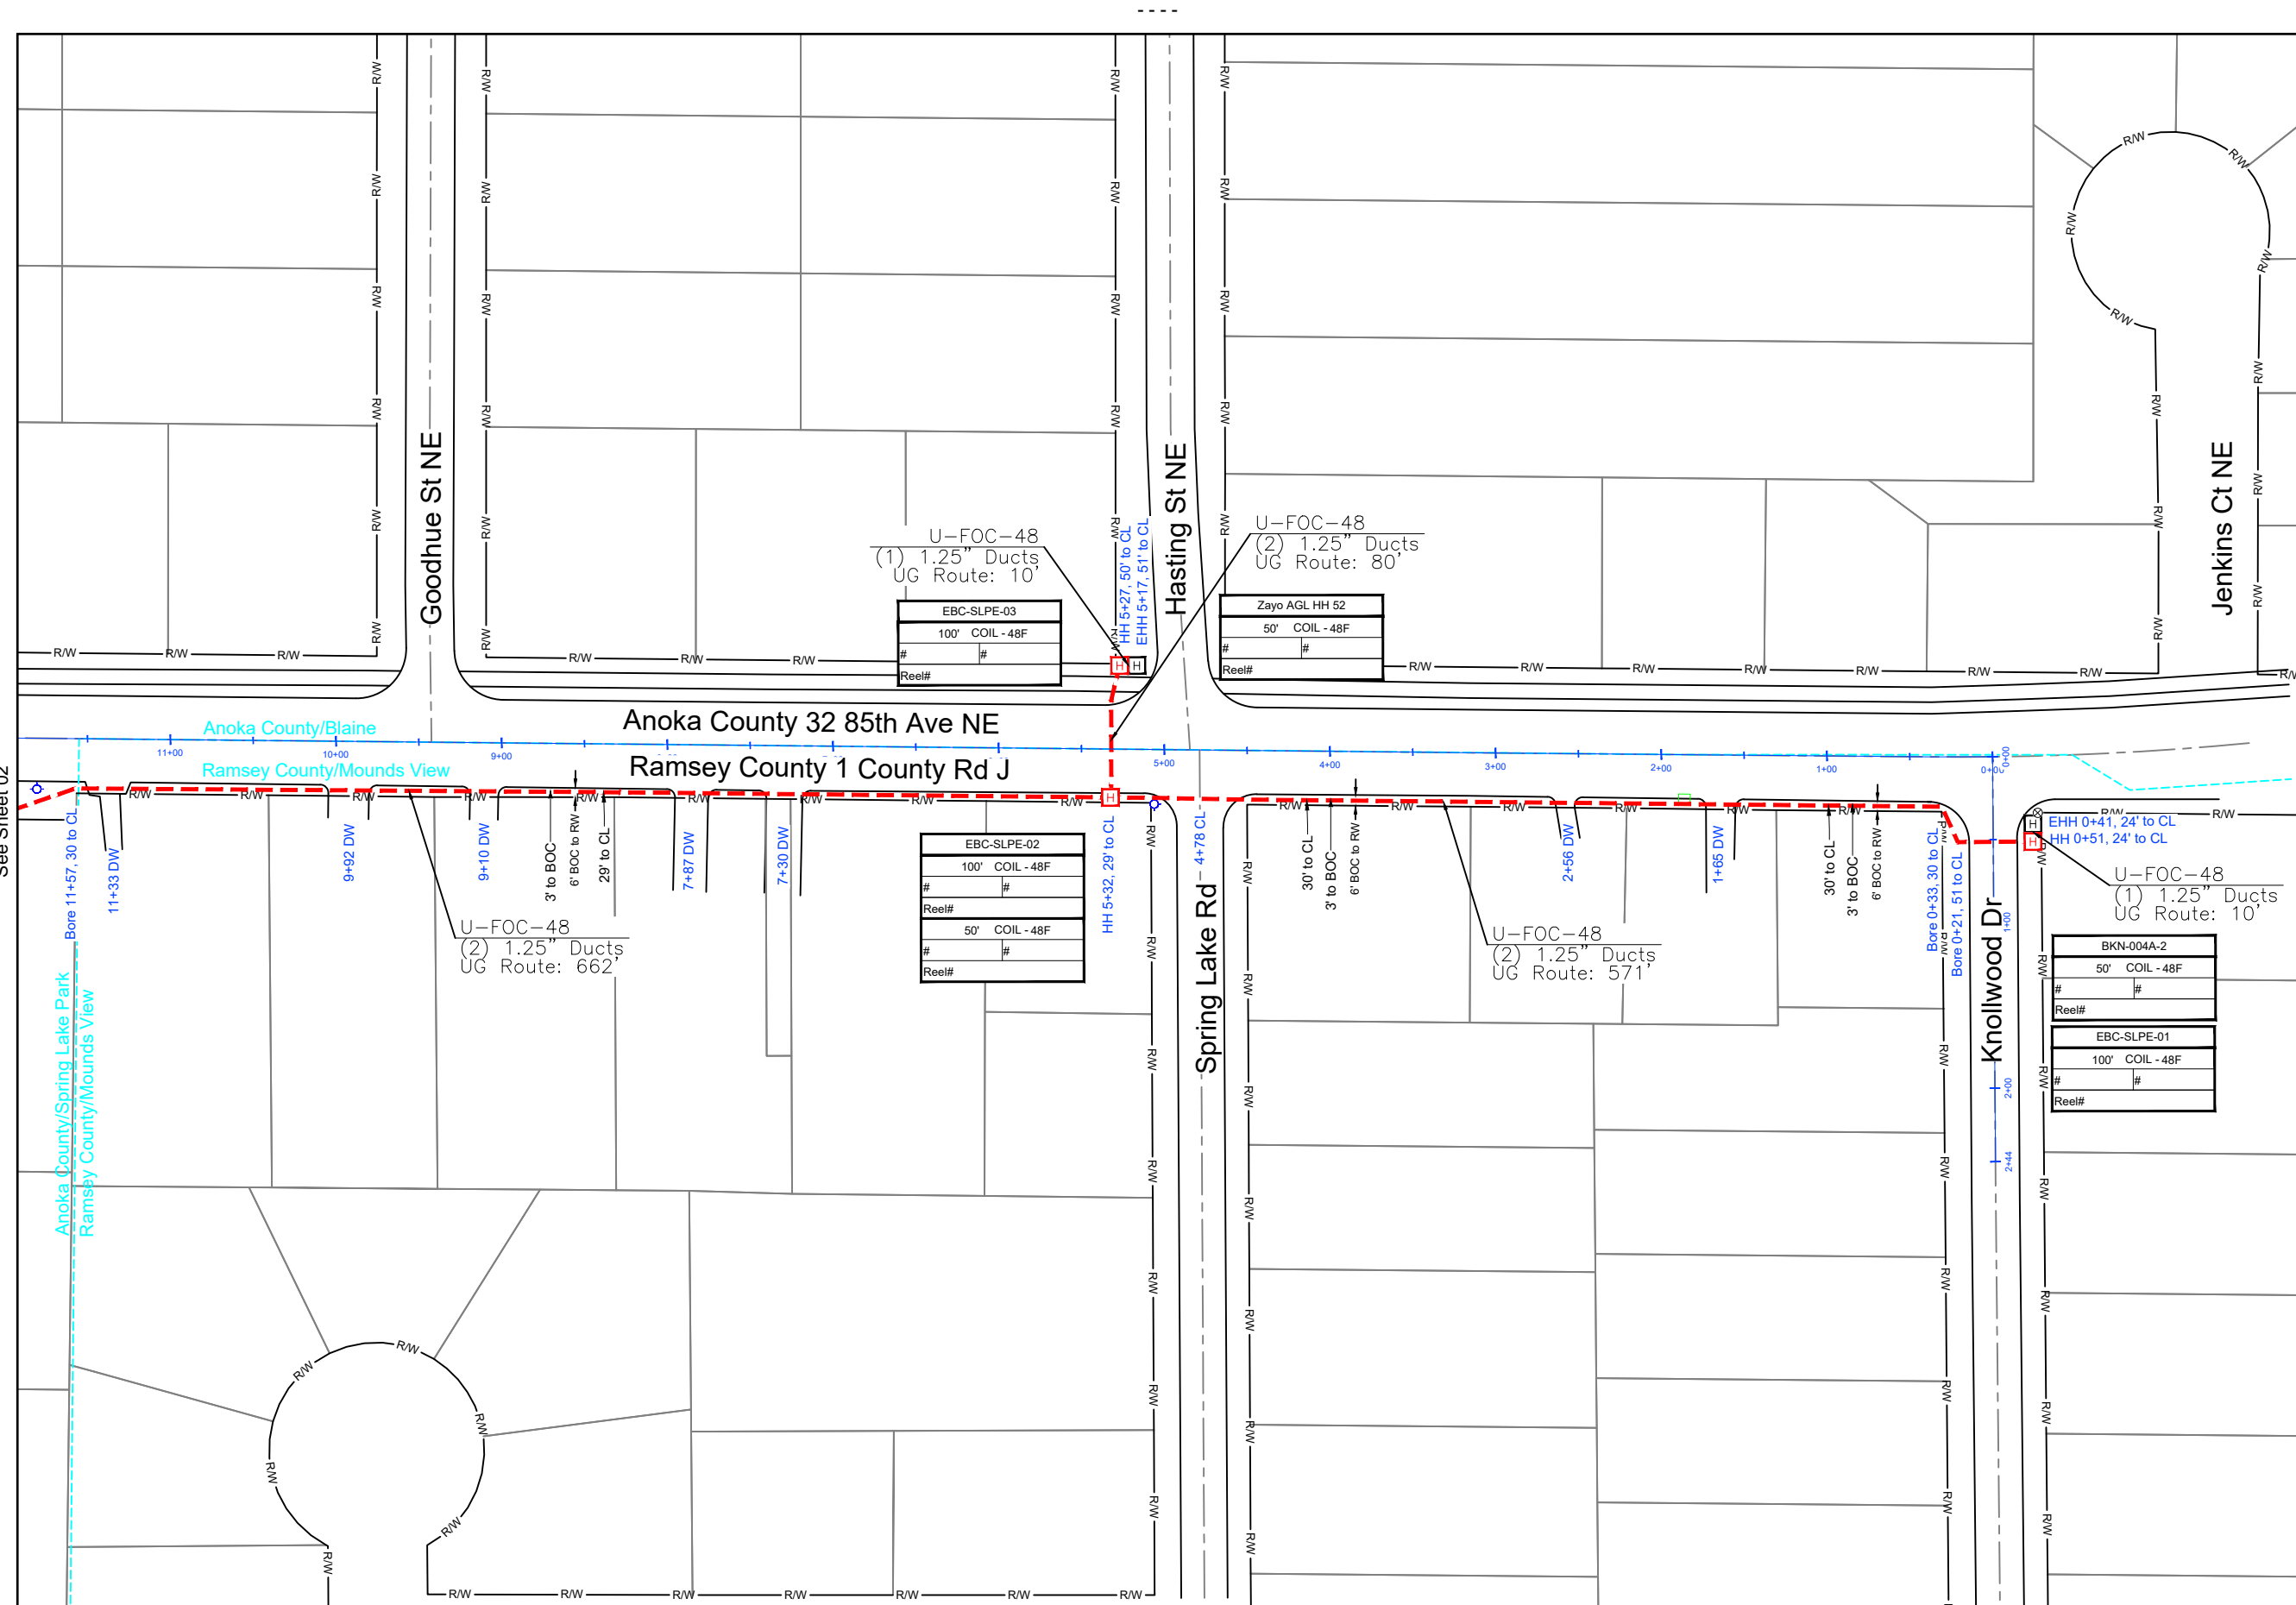 - - - -
Goodhue St NE
Hasting St NE
Jenkins Ct NE
U-FOC-48
(1) 1.25" Ducts
UG Route: 10'
HH 5+27, 50' to CL
EHH 5+17, 51' to CL
U-FOC-48
(2) 1.25" Ducts
UG Route: 80'
EBC-SLPE-03
100' COIL - 48F
# #
Reel#
Zayo AGL HH 52
50' COIL - 48F
# #
Reel#
H H
R/W R/W R/W R/W R/W R/W
Anoka County/Blaine
Anoka County 32 85th Ave NE
11+00 10+00 9+00 5+00 4+00 3+00 2+00 1+00 0+00
Ramsey County/Mounds View
Ramsey County 1 County Rd J
See Sheet 02
Bore 11+57, 30 to CL
11+33 DW
9+92 DW
9+10 DW
3' to BOC
6' BOC to RW
29' to CL
7+87 DW
7+30 DW
H
HH 5+32, 29' to CL
4+78 CL
30' to CL
3' to BOC
6' BOC to RW
2+56 DW
1+65 DW
30' to CL
3' to BOC
6' BOC to RW
Bore 0+33, 30 to CL
Bore 0+21, 51 to CL
H
H
EHH 0+41, 24' to CL
HH 0+51, 24' to CL
U-FOC-48
(1) 1.25" Ducts
UG Route: 10'
U-FOC-48
(2) 1.25" Ducts
UG Route: 662'
EBC-SLPE-02
100' COIL - 48F
# #
Reel#
50' COIL - 48F
# #
Reel#
Spring Lake Rd
U-FOC-48
(2) 1.25" Ducts
UG Route: 571'
Knollwood Dr
0+00
1+00
2+00
2+44
BKN-004A-2
50' COIL - 48F
# #
Reel#
EBC-SLPE-01
100' COIL - 48F
# #
Reel#
Anoka County/Spring Lake Park
Ramsey County/Mounds View
R/W R/W R/W R/W R/W R/W R/W